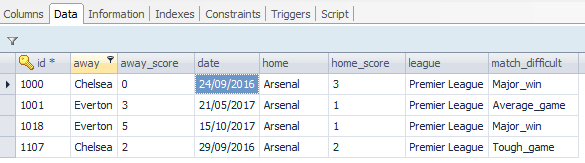 Columns Data Information Indexes Constraints Triggers Script
id * away away_score date home home_score league match_difficult
1000 Chelsea 0 24/09/2016 Arsenal 3 Premier League Major_win
1001 Everton 3 21/05/2017 Arsenal 1 Premier League Average_game
1018 Everton 5 15/10/2017 Arsenal 1 Premier League Major_win
1107 Chelsea 2 29/09/2016 Arsenal 2 Premier League Tough_game